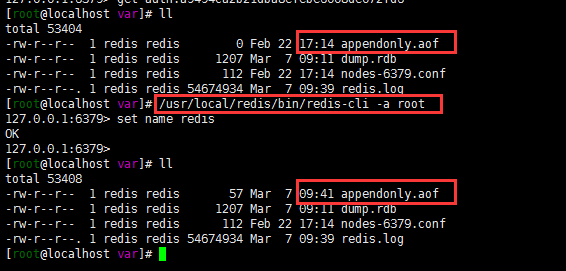 [root@localhost var]# ll
total 53404
-rw-r--r-- 1 redis redis 0 Feb 22 17:14 appendonly.aof
-rw-r--r-- 1 redis redis 1207 Mar 7 09:11 dump.rdb
-rw-r--r-- 1 redis redis 112 Feb 22 17:14 nodes-6379.conf
-rw-r--r--. 1 redis redis 54674934 Mar 7 09:39 redis.log
[root@localhost var]# /usr/local/redis/bin/redis-cli -a root
127.0.0.1:6379> set name redis
OK
127.0.0.1:6379>
[root@localhost var]# ll
total 53408
-rw-r--r-- 1 redis redis 57 Mar 7 09:41 appendonly.aof
-rw-r--r-- 1 redis redis 1207 Mar 7 09:11 dump.rdb
-rw-r--r-- 1 redis redis 112 Feb 22 17:14 nodes-6379.conf
-rw-r--r--. 1 redis redis 54674934 Mar 7 09:39 redis.log
[root@localhost var]#